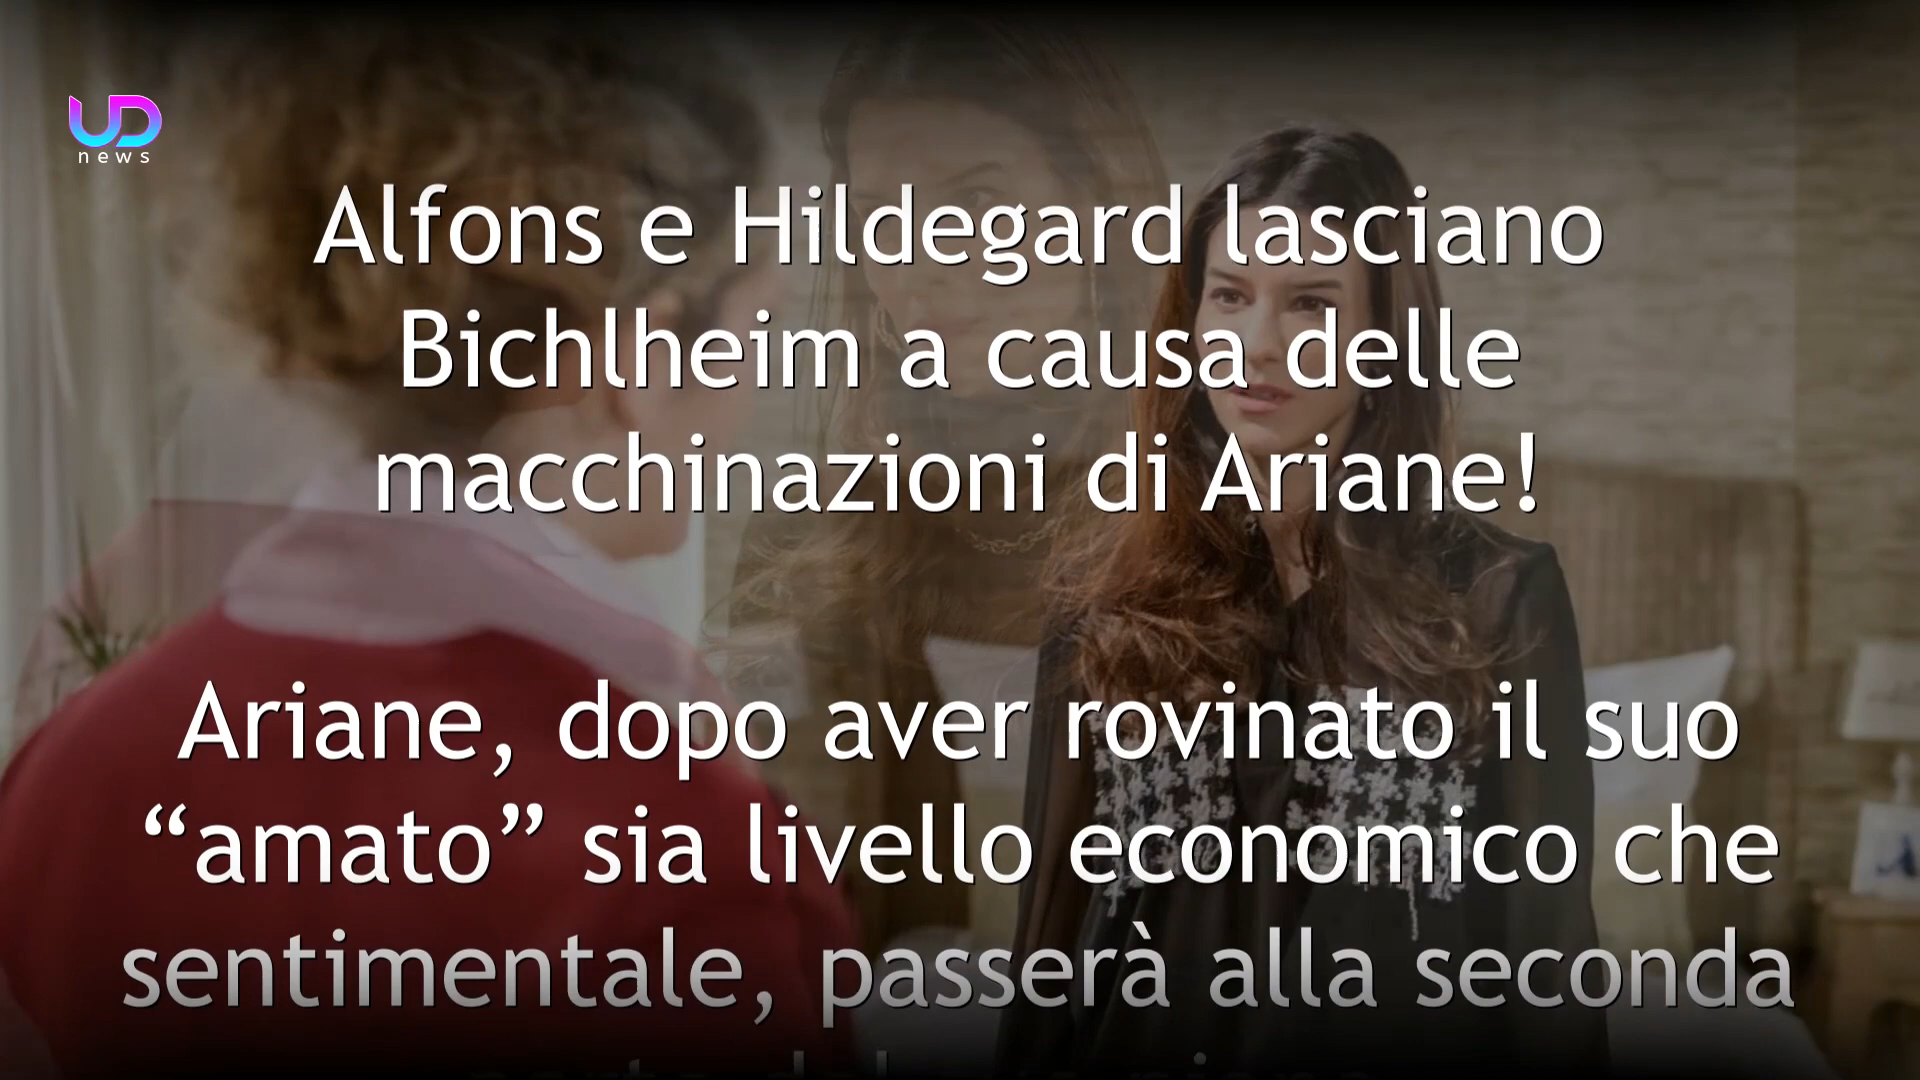 UD
news
Alfons e Hildegard lasciano
Bichlheim a causa delle
macchinazioni di Ariane!
Ariane, dopo aver rovinato il suo
“amato” sia livello economico che
sentimentale, passerà alla seconda